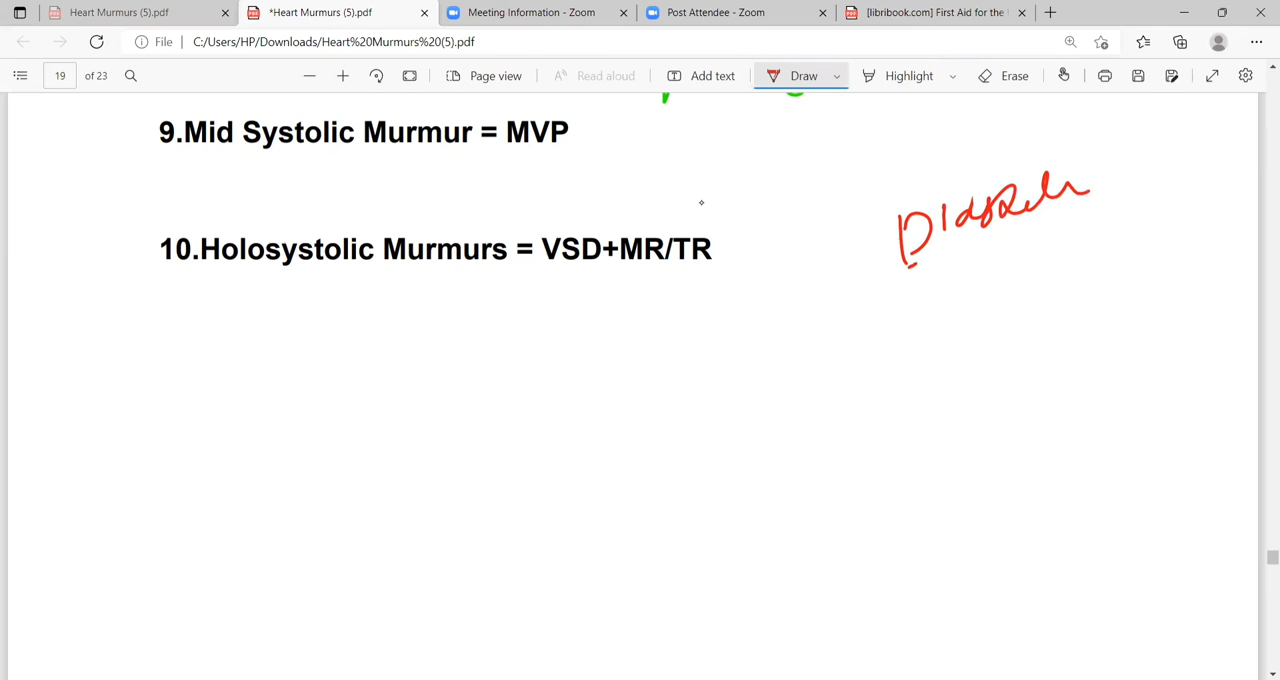 Heart Murmurs (5).pdf
*Heart Murmurs (5).pdf
Meeting Information - Zoom
Post Attendee - Zoom
[libribook.com] First Aid for the
File
C:/Users/HP/Downloads/Heart%20Murmurs%20(5).pdf
19 of 23
Page view
Read aloud
Add text
Draw
Highlight
Erase
9.Mid Systolic Murmur = MVP
10.Holosystolic Murmurs = VSD+MR/TR